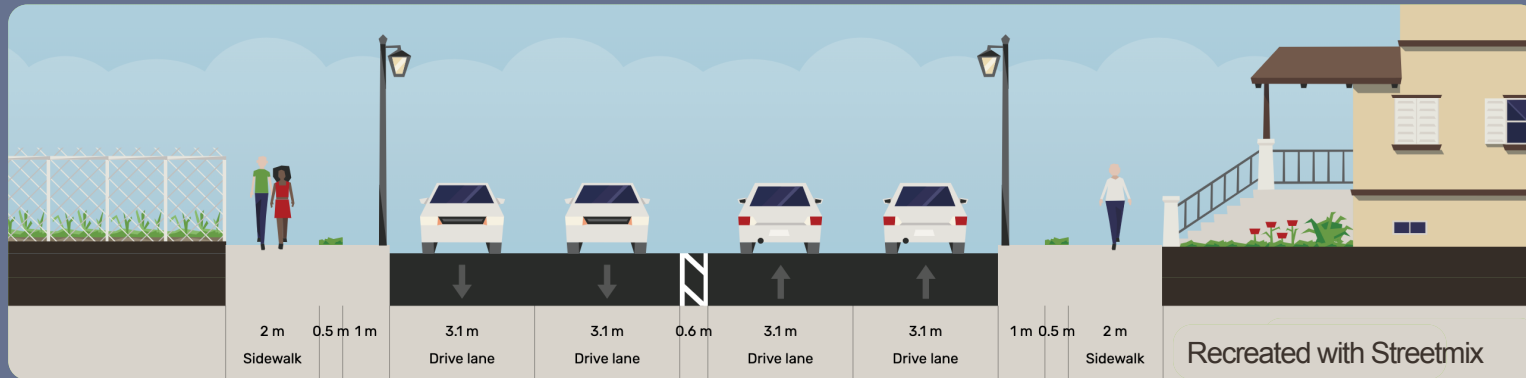 2 m 0.5 m 1 m 3.1 m 3.1 m 0.6 m 3.1 m 3.1 m 1 m 0.5 m 2 m
Sidewalk Drive lane Drive lane Drive lane Drive lane Sidewalk
Recreated with Streetmix